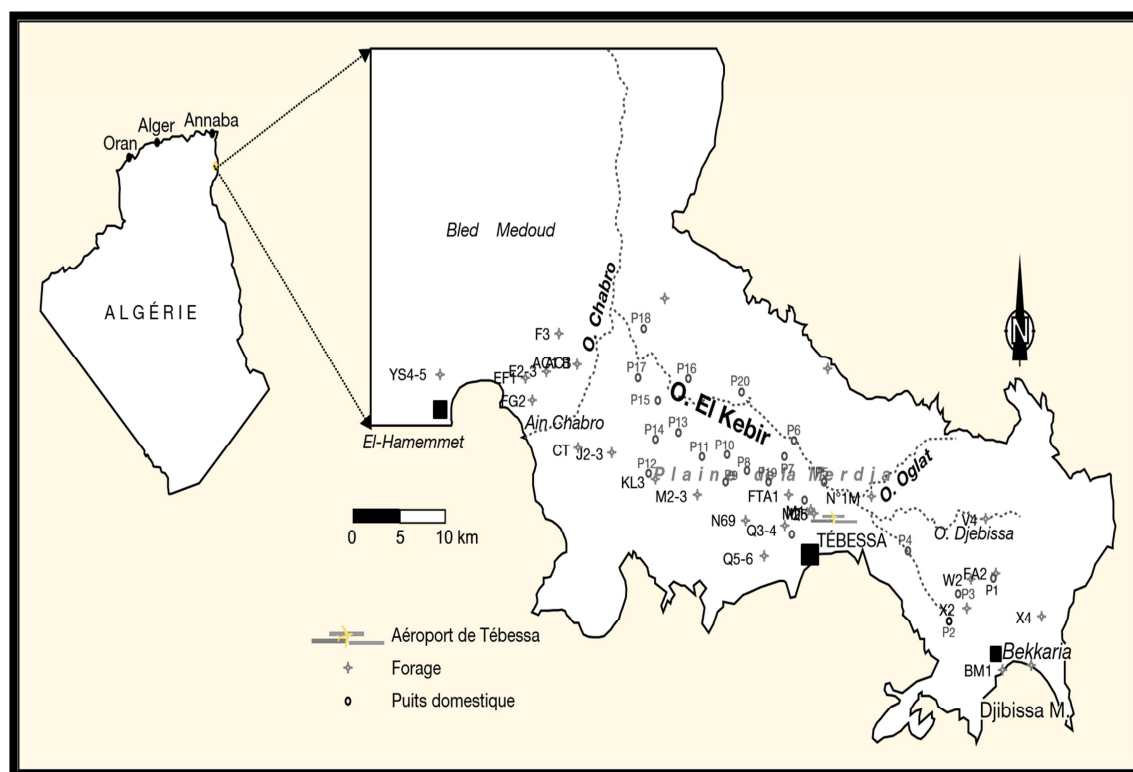 Oran
Alger
Annaba
ALGÉRIE
Bled Medoud
O. Chabro
P18
F3
YS4-5
F2-3
EF1
FG2
P17
P16
P20
P15
O. El Kebir
Ain Chabro
El-Hamemmet
CT
J2-3
P14
P13
P6
P12
P11
P10
P8
P9
P19
P7
KL3
Plaine de la Merdja
O. Oglat
M2-3
FTA1
N°1M
N69
Q3-4
Q5-6
TÉBESSA
V4
O. Djebissa
P4
W2
FA2
P3
P1
X2
P2
X4
Bekkaria
BM1
Djibissa M.
N
0 5 10 km
Aéroport de Tébessa
Forage
Puits domestique